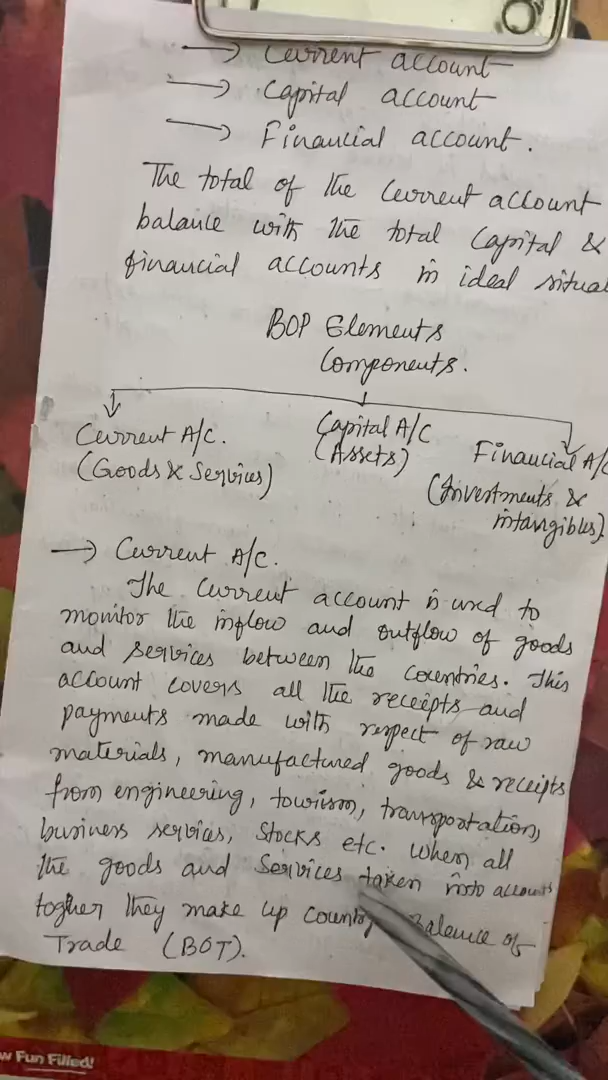 → Current account
→ Capital account
→ Financial account.
The total of the Current account
balance with the total Capital &
financial accounts in ideal situa
BOP Elements
Components.
Current A/C.
(Goods & Services)
Capital A/C
(Assets)
Financial A/C
(Investments &
intangibles)
→ Current A/C.
The Current account is used to
monitor the inflow and outflow of goods
and services between the Countries. This
account covers all the receipts and
payments made with respect of raw
materials, manufactured goods & receipts
from engineering, tourism, transportation,
business services, Stocks etc. When all
the goods and Services taken into account
togher they make up Country Balance of
Trade (BOT).
w Fun Filled!